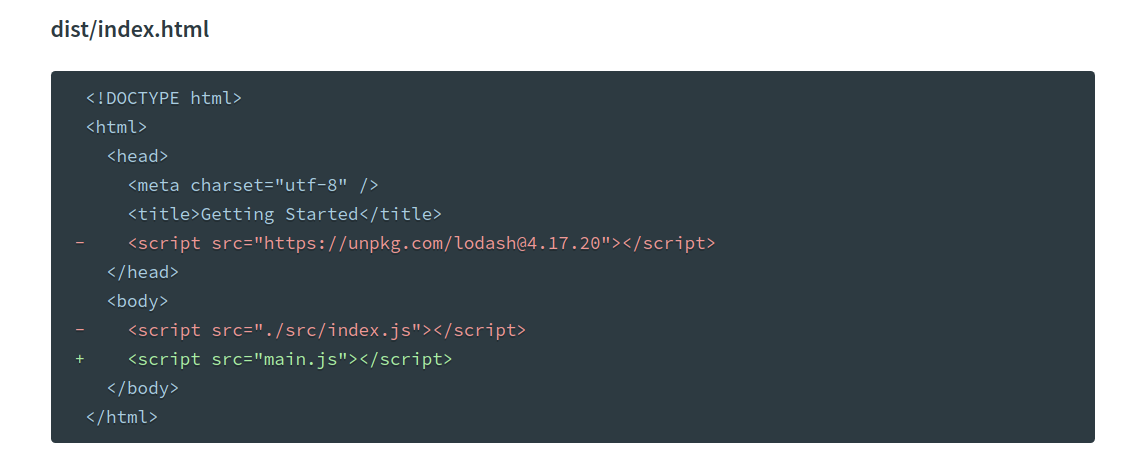 dist/index.html
<!DOCTYPE html>
<html>
<head>
<meta charset="utf-8" />
<title>Getting Started</title>
- <script src="https://unpkg.com/lodash@4.17.20"></script>
</head>
<body>
- <script src="./src/index.js"></script>
+ <script src="main.js"></script>
</body>
</html>